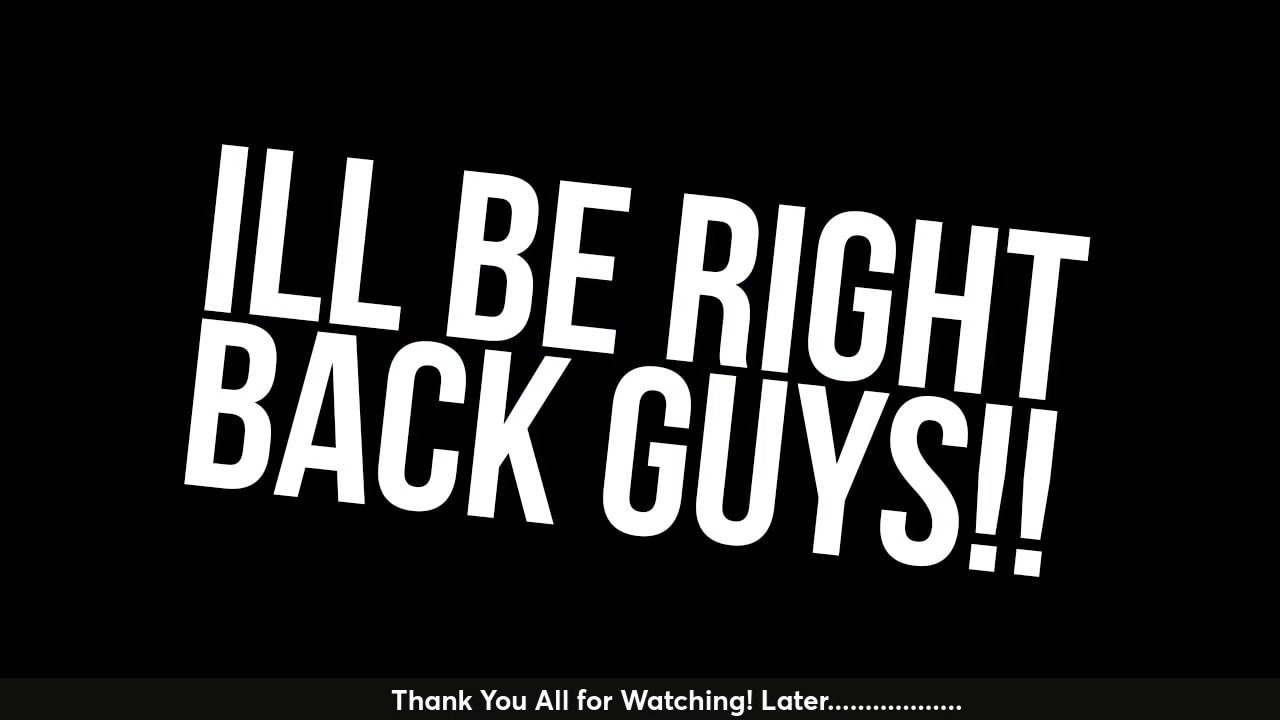 ILL BE RIGHT
BACK GUYS!!
Thank You All for Watching! Later..................